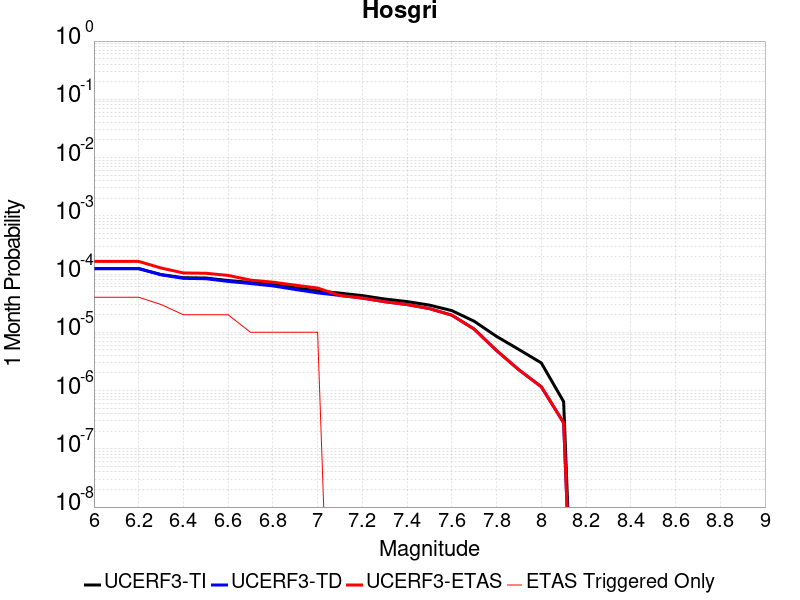 Hosgri
10^0
10^-1
10^-2
10^-3
10^-4
10^-5
10^-6
10^-7
10^-8
1 Month Probability
6 6.2 6.4 6.6 6.8 7 7.2 7.4 7.6 7.8 8 8.2 8.4 8.6 8.8 9
Magnitude
UCERF3-TI UCERF3-TD UCERF3-ETAS ETAS Triggered Only